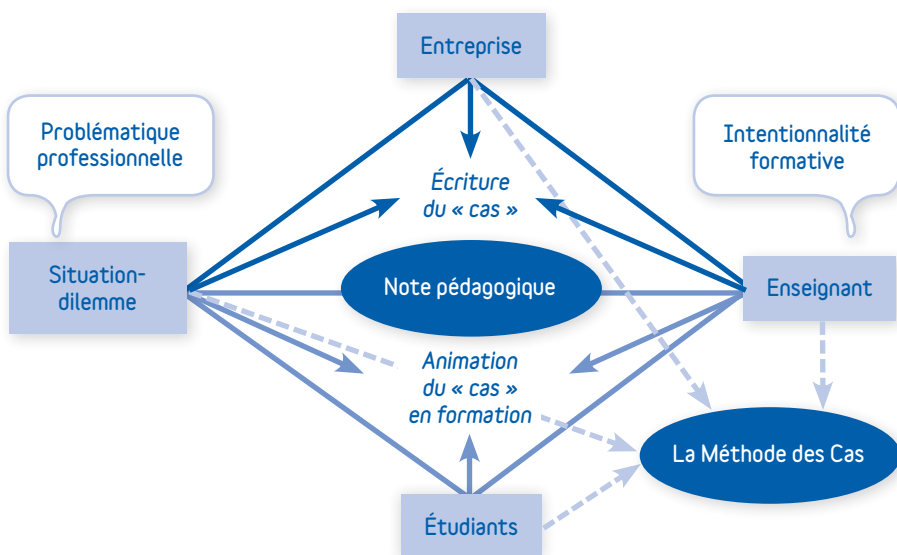 Entreprise
Problématique
professionnelle
Intentionnalité
formative
Écriture
du « cas »
Situation-
dilemme
Note pédagogique
Enseignant
Animation
du « cas »
en formation
La Méthode des Cas
Étudiants